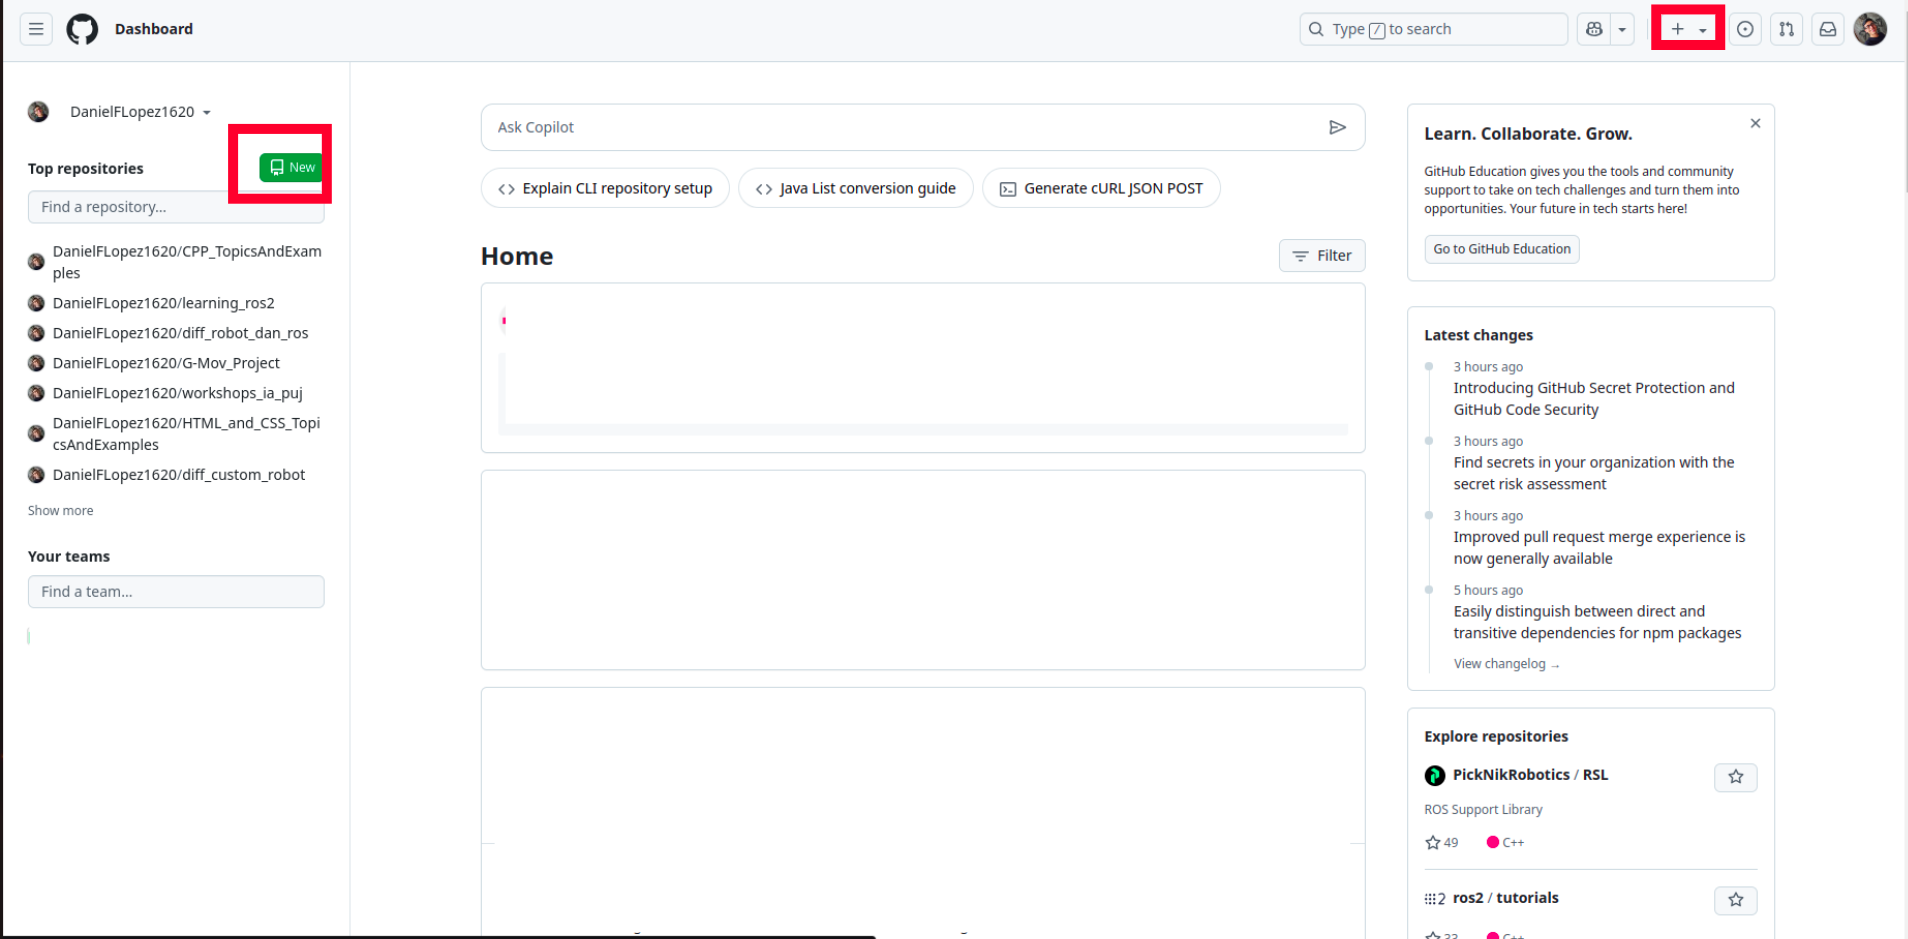 Dashboard
Type / to search
DanielFLopez1620
Top repositories
New
Find a repository...
DanielFLopez1620/CPP_TopicsAndExam
ples
DanielFLopez1620/learning_ros2
DanielFLopez1620/diff_robot_dan_ros
DanielFLopez1620/G-Mov_Project
DanielFLopez1620/workshops_ia_puj
DanielFLopez1620/HTML_and_CSS_Topi
csAndExamples
DanielFLopez1620/diff_custom_robot
Show more
Your teams
Find a team...
Ask Copilot
Explain CLI repository setup
Java List conversion guide
Generate cURL JSON POST
Home
Filter
Learn. Collaborate. Grow.
GitHub Education gives you the tools and community
support to take on tech challenges and turn them into
opportunities. Your future in tech starts here!
Go to GitHub Education
Latest changes
3 hours ago
Introducing GitHub Secret Protection and
GitHub Code Security
3 hours ago
Find secrets in your organization with the
secret risk assessment
3 hours ago
Improved pull request merge experience is
now generally available
5 hours ago
Easily distinguish between direct and
transitive dependencies for npm packages
View changelog →
Explore repositories
PickNikRobotics / RSL
ROS Support Library
49
C++
ros2 / tutorials